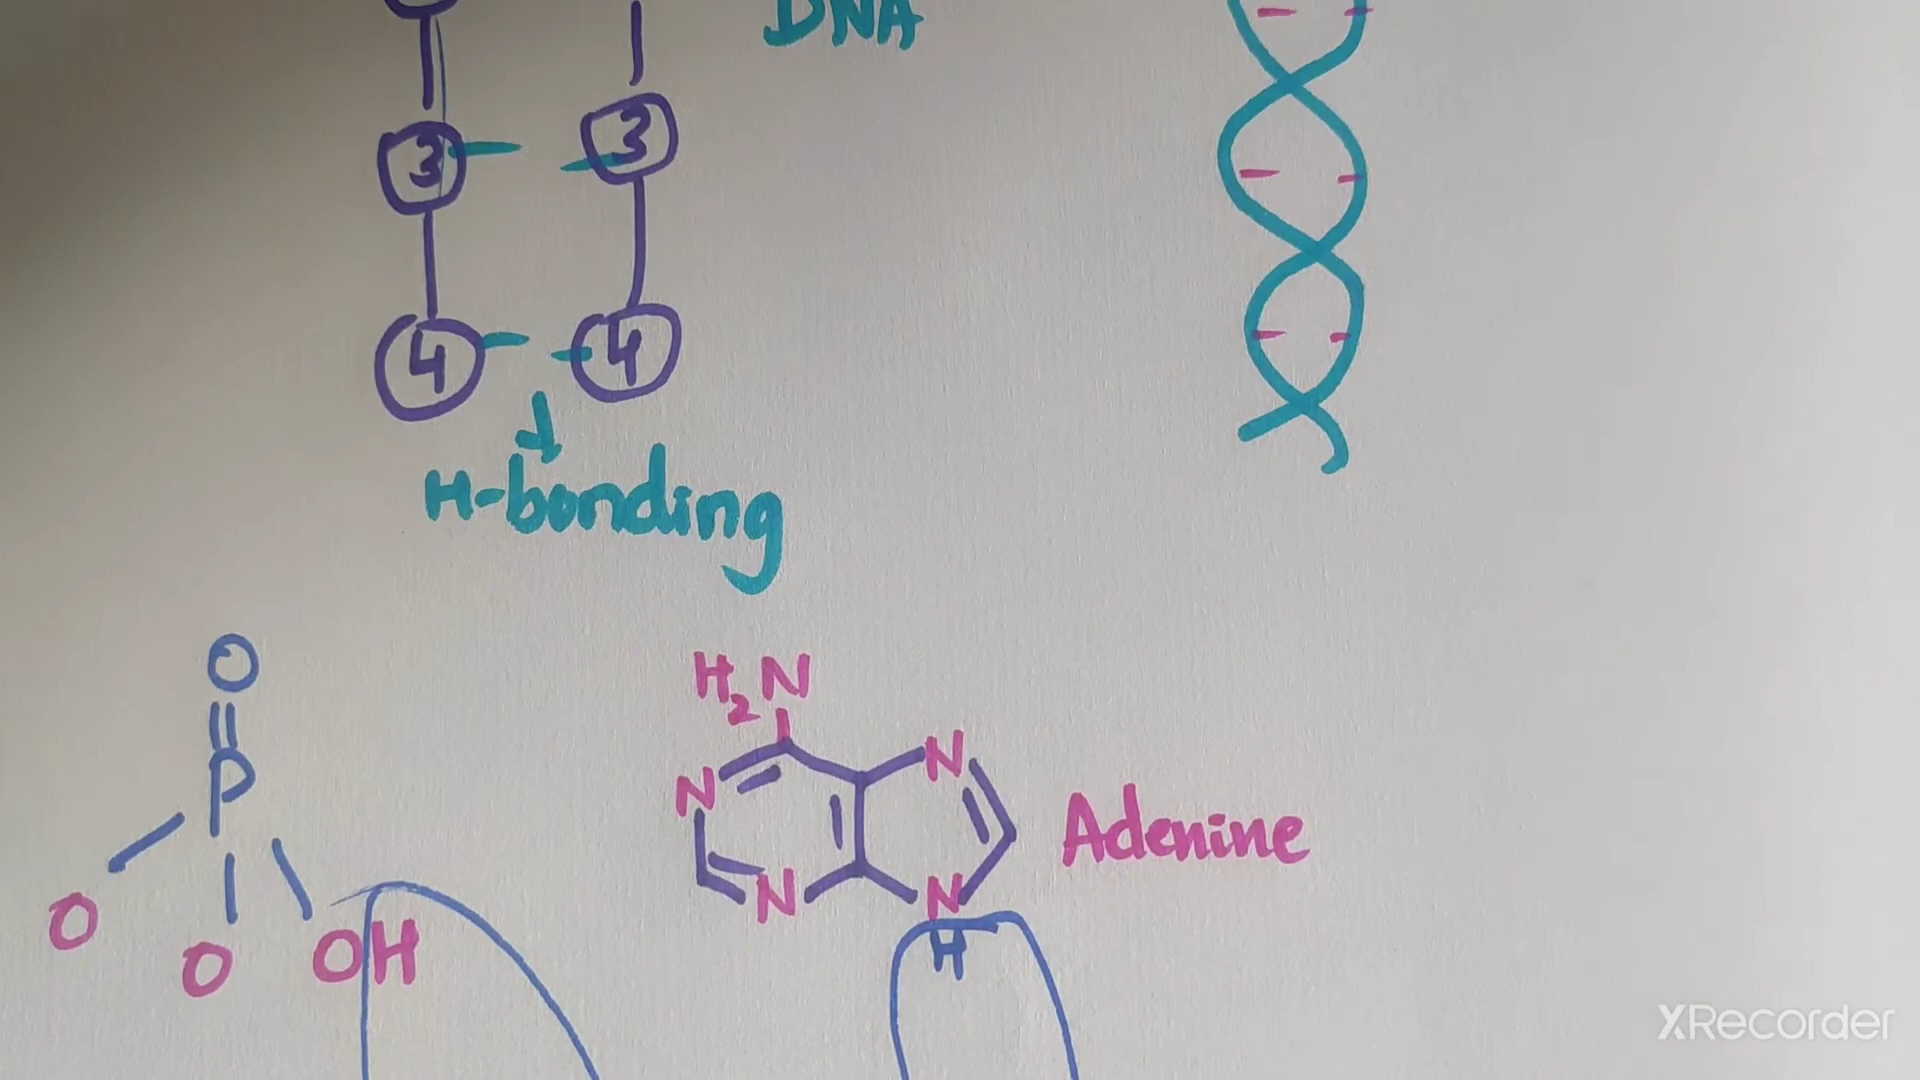 DNA
3 3
4 4
H-bonding
O
P
O
O
OH
H₂N
N
N
N
N
H
Adenine
XRecorder